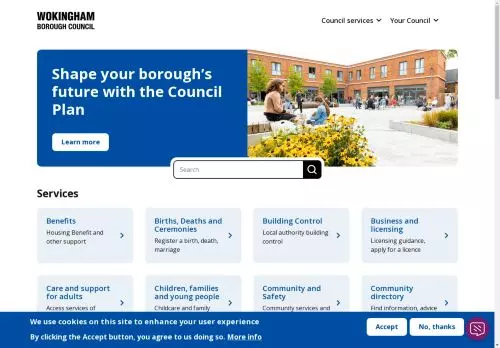 WOKINGHAM
BOROUGH COUNCIL
Council services
Your Council
Shape your borough's
future with the Council
Plan
Learn more
Search
Services
Benefits
Housing Benefit and
other support
Births, Deaths and
Ceremonies
Register a birth, death,
marriage
Building Control
Local authority building
control
Business and
licensing
Licensing guidance,
apply for a licence
Care and support
for adults
Access services of
Children, families
and young people
Childcare and family
Community and
Safety
Community services and
Community
directory
Find information, advice
We use cookies on this site to enhance your user experience
By clicking the Accept button, you agree to us doing so. More info
Accept
No, thanks